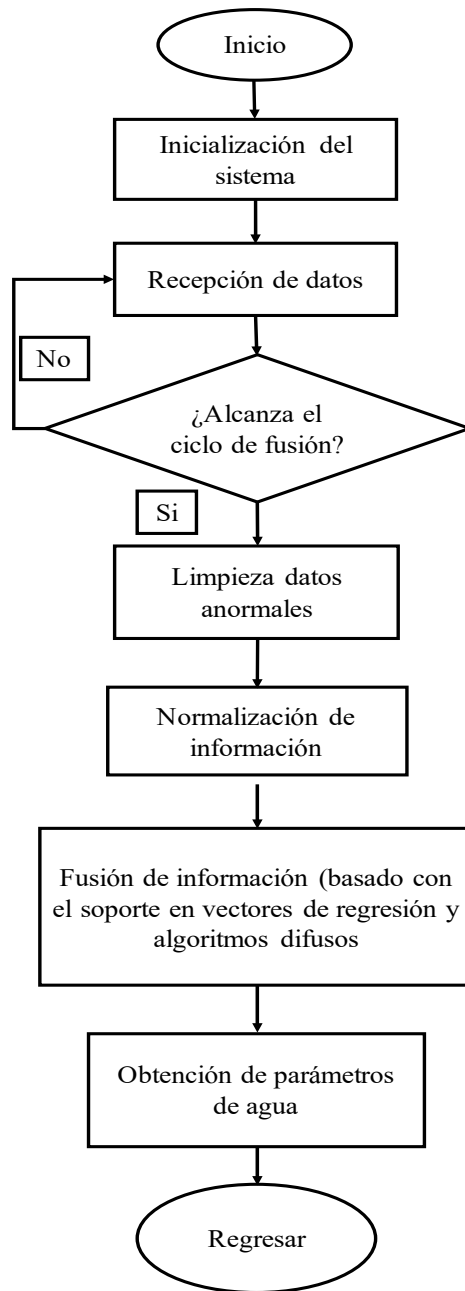 Inicio
Inicialización del
sistema
Recepción de datos
No
¿Alcanza el
ciclo de fusión?
Si
Limpieza datos
anormales
Normalización de
información
Fusión de información (basado con
el soporte en vectores de regresión y
algoritmos difusos
Obtención de parámetros
de agua
Regresar